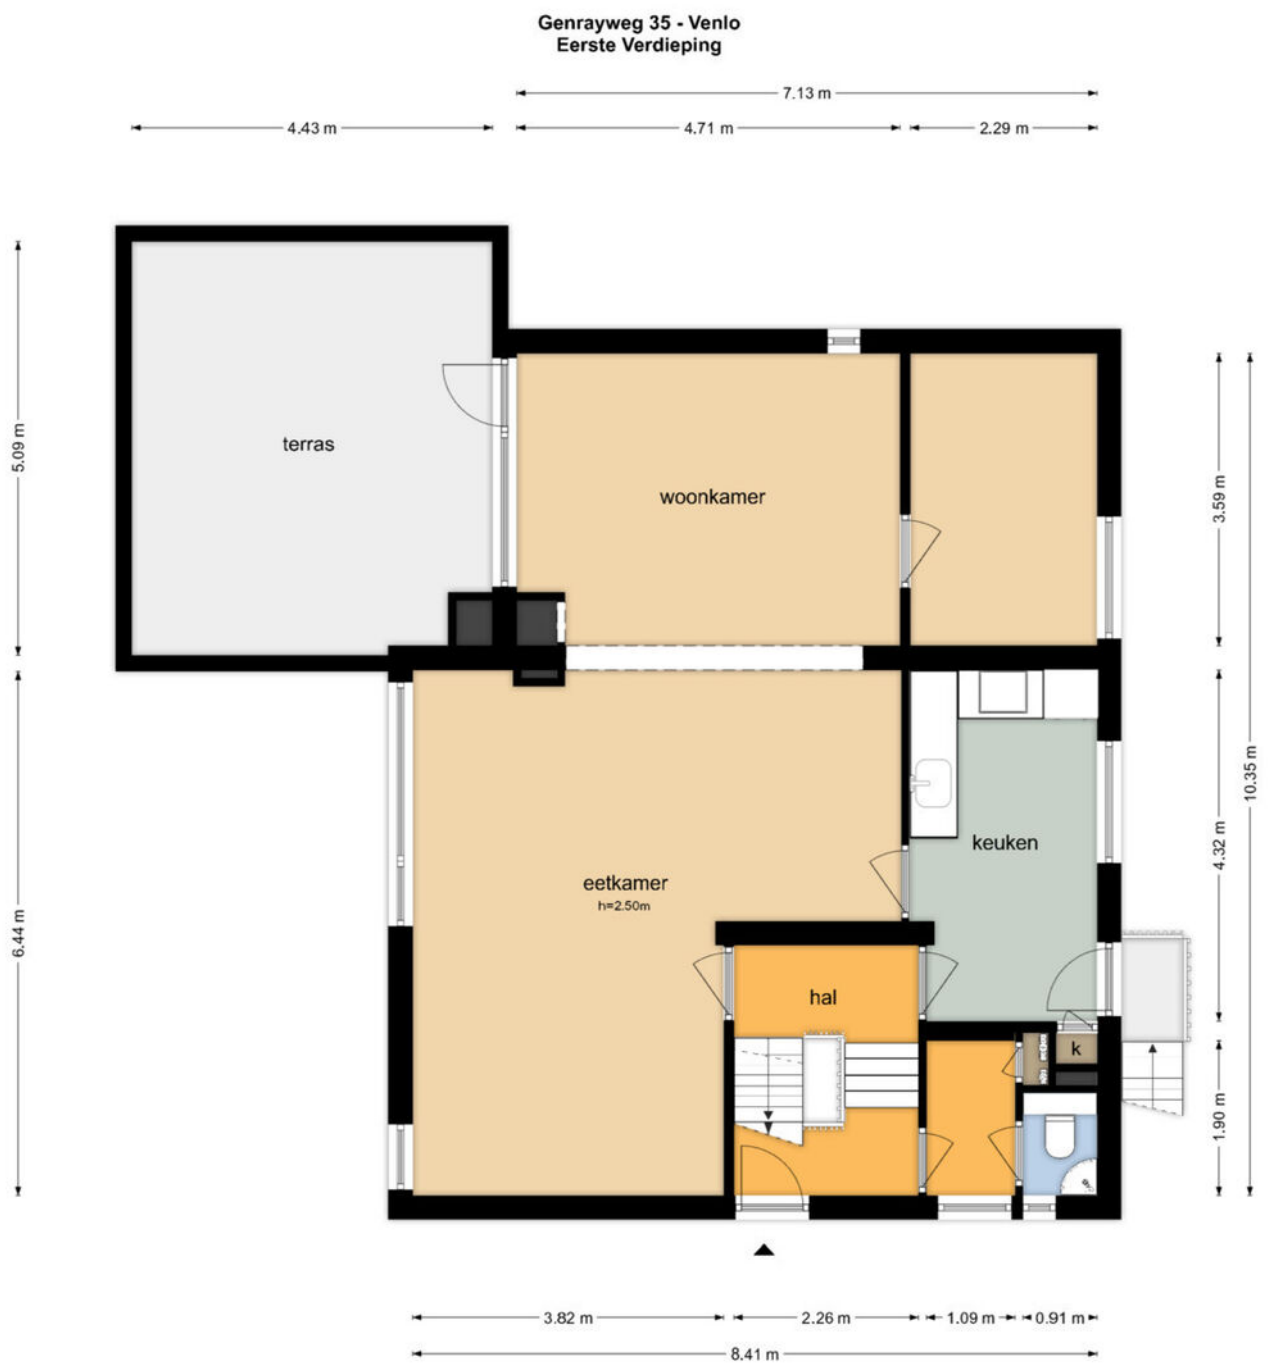 Genrayweg 35 - Venlo
Eerste Verdieping
7.13 m
4.43 m
4.71 m
2.29 m
5.09 m
terras
woonkamer
3.59 m
10.35 m
keuken
4.32 m
eetkamer
h=2.50m
6.44 m
hal
k
1.90 m
3.82 m
2.26 m
1.09 m
0.91 m
8.41 m